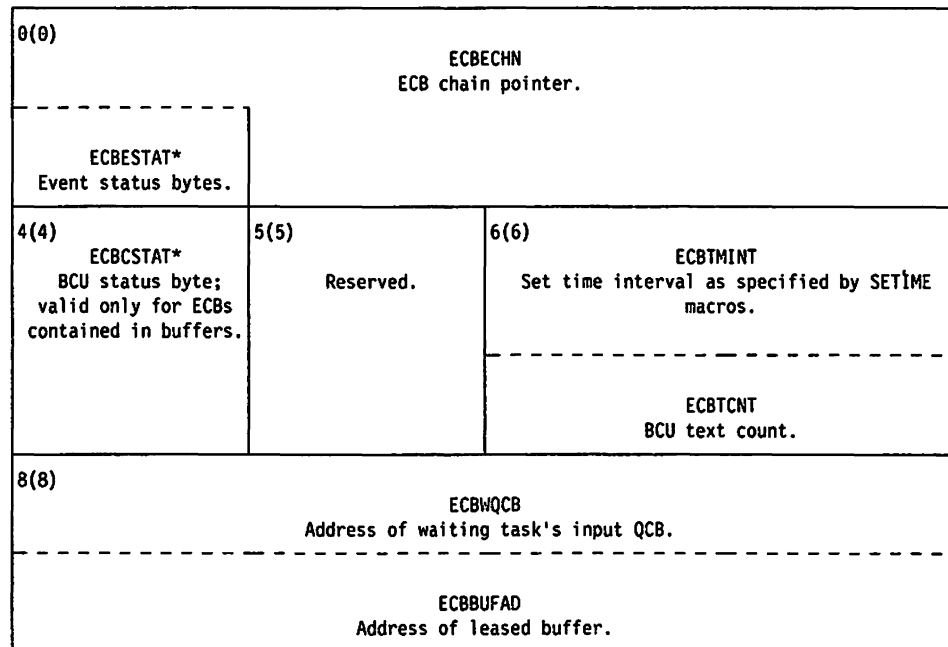 0(0)
ECBECHN
ECB chain pointer.
ECBESTAT*
Event status bytes.
4(4)
ECBCSTAT*
BCU status byte;
valid only for ECBs
contained in buffers.
5(5)
Reserved.
6(6)
ECBTMINT
Set time interval as specified by SETIME
macros.
ECBTCNT
BCU text count.
8(8)
ECBWQCB
Address of waiting task's input QCB.
ECBBUFAD
Address of leased buffer.